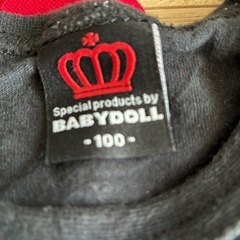 Special products by
BABYDOLL
-100-